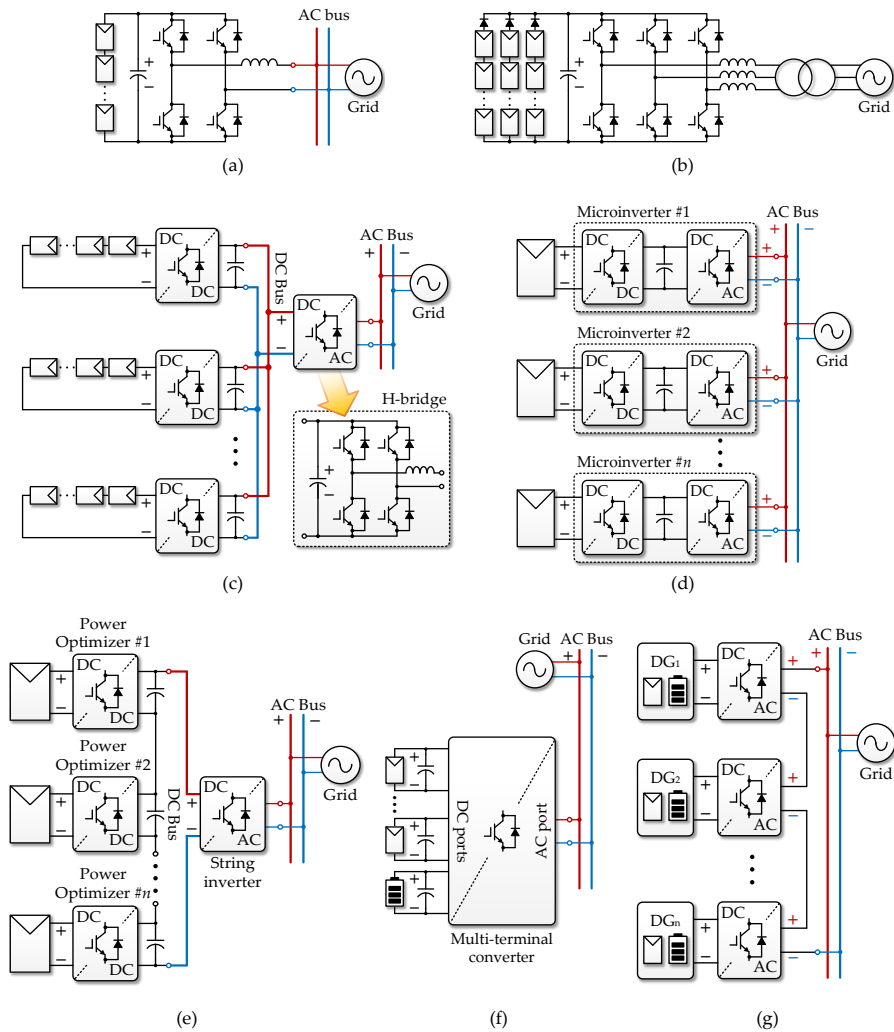 AC bus
+
−
Grid
(a)
+
−
Grid
(b)
AC Bus
+ −
DC
+
−
DC
DC Bus
DC
+
−
AC
Grid
DC
+
−
DC
H-bridge
+
−
DC
+
−
DC
(c)
Microinverter #1
AC Bus
+ −
DC
DC
+
−
DC
AC
+
−
Microinverter #2
Grid
DC
DC
+
−
DC
AC
+
−
Microinverter #n
DC
DC
+
−
DC
AC
+
−
(d)
Power
Optimizer #1
DC
+
−
DC
Power
Optimizer #2
DC
+
−
DC
DC Bus
AC Bus
+ −
DC
+
−
AC
Grid
String
inverter
Power
Optimizer #n
DC
+
−
DC
(e)
Grid
AC Bus
+ −
+
−
+
−
+
−
DC ports
AC port
Multi-terminal
converter
(f)
AC Bus
+ −
DG1
+
−
DC
AC
+
−
Grid
DG2
+
−
DC
AC
+
−
DGn
+
−
DC
AC
+
−
(g)